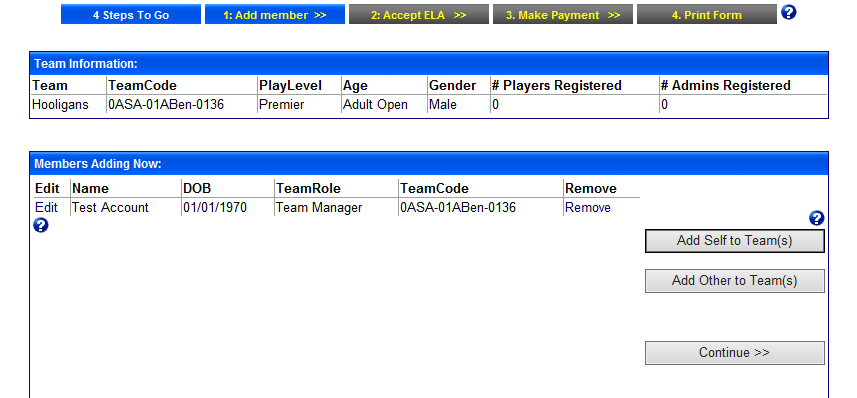 4 Steps To Go 1: Add member >> 2: Accept ELA >> 3. Make Payment >> 4. Print Form ?
Team Information:
Team TeamCode PlayLevel Age Gender # Players Registered # Admins Registered
Hooligans 0ASA-01ABen-0136 Premier Adult Open Male 0 0
Members Adding Now:
Edit Name DOB TeamRole TeamCode Remove
Edit Test Account 01/01/1970 Team Manager 0ASA-01ABen-0136 Remove
? ?
Add Self to Team(s)
Add Other to Team(s)
Continue >>